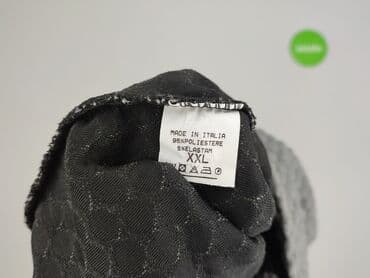 MADE IN ITALIA
95%POLIESTERE
5%ELASTAM
XXL